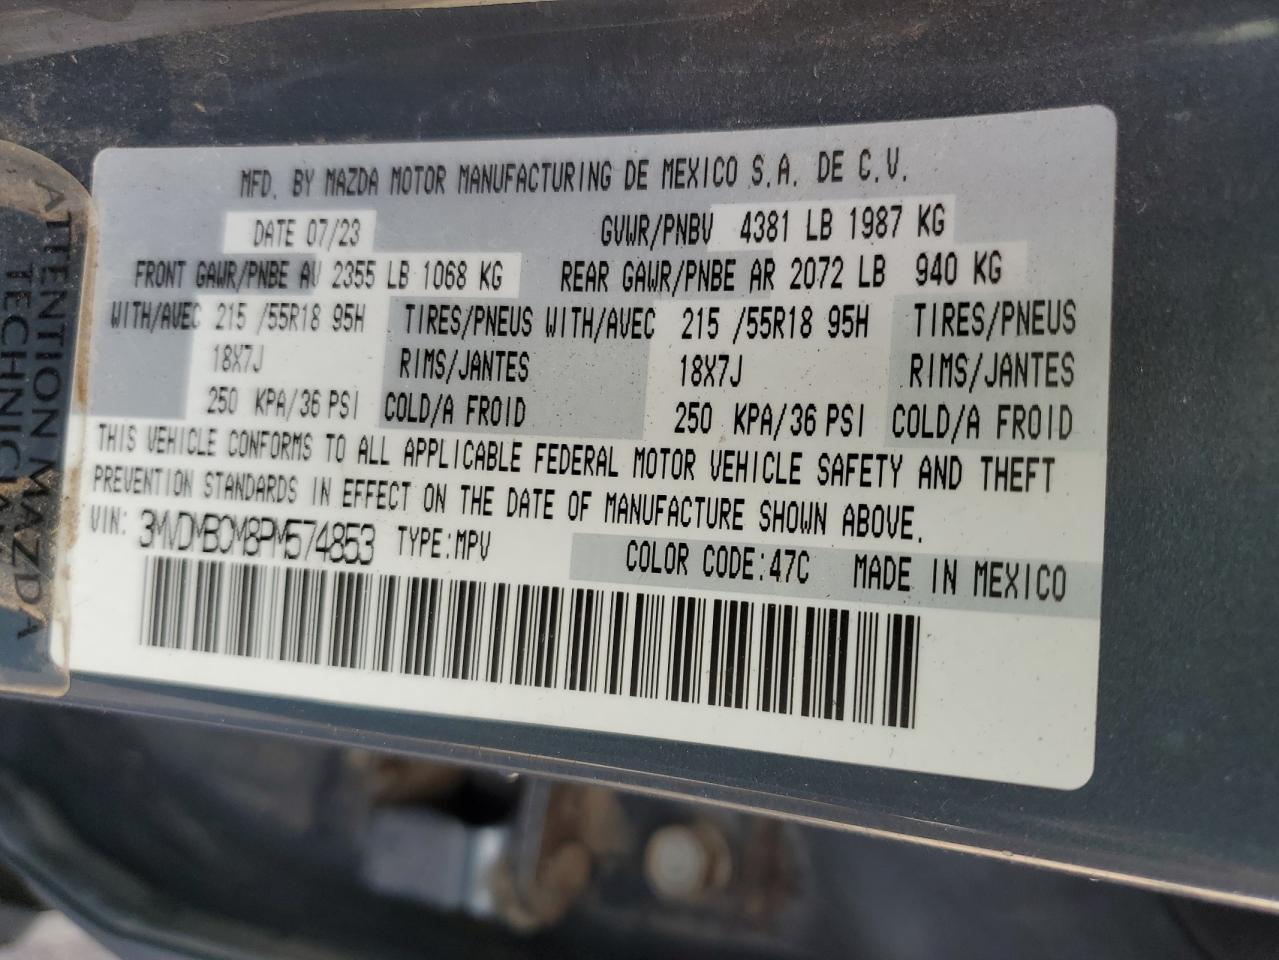 MFD. BY MAZDA MOTOR MANUFACTURING DE MEXICO S.A. DE C.V.
DATE 07/23 GVWR/PNBV 4381 LB 1987 KG
FRONT GAWR/PNBE AV 2355 LB 1068 KG REAR GAWR/PNBE AR 2072 LB 940 KG
WITH/AVEC 215 /55R18 95H TIRES/PNEUS WITH/AVEC 215 /55R18 95H TIRES/PNEUS
18X7J RIMS/JANTES 18X7J RIMS/JANTES
250 KPA/36 PSI COLD/A FROID 250 KPA/36 PSI COLD/A FROID
THIS VEHICLE CONFORMS TO ALL APPLICABLE FEDERAL MOTOR VEHICLE SAFETY AND THEFT
PREVENTION STANDARDS IN EFFECT ON THE DATE OF MANUFACTURE SHOWN ABOVE.
VIN: 3MVDMBCM8PM574853 TYPE:MPV COLOR CODE:47C MADE IN MEXICO
ATTENTION MAZDA